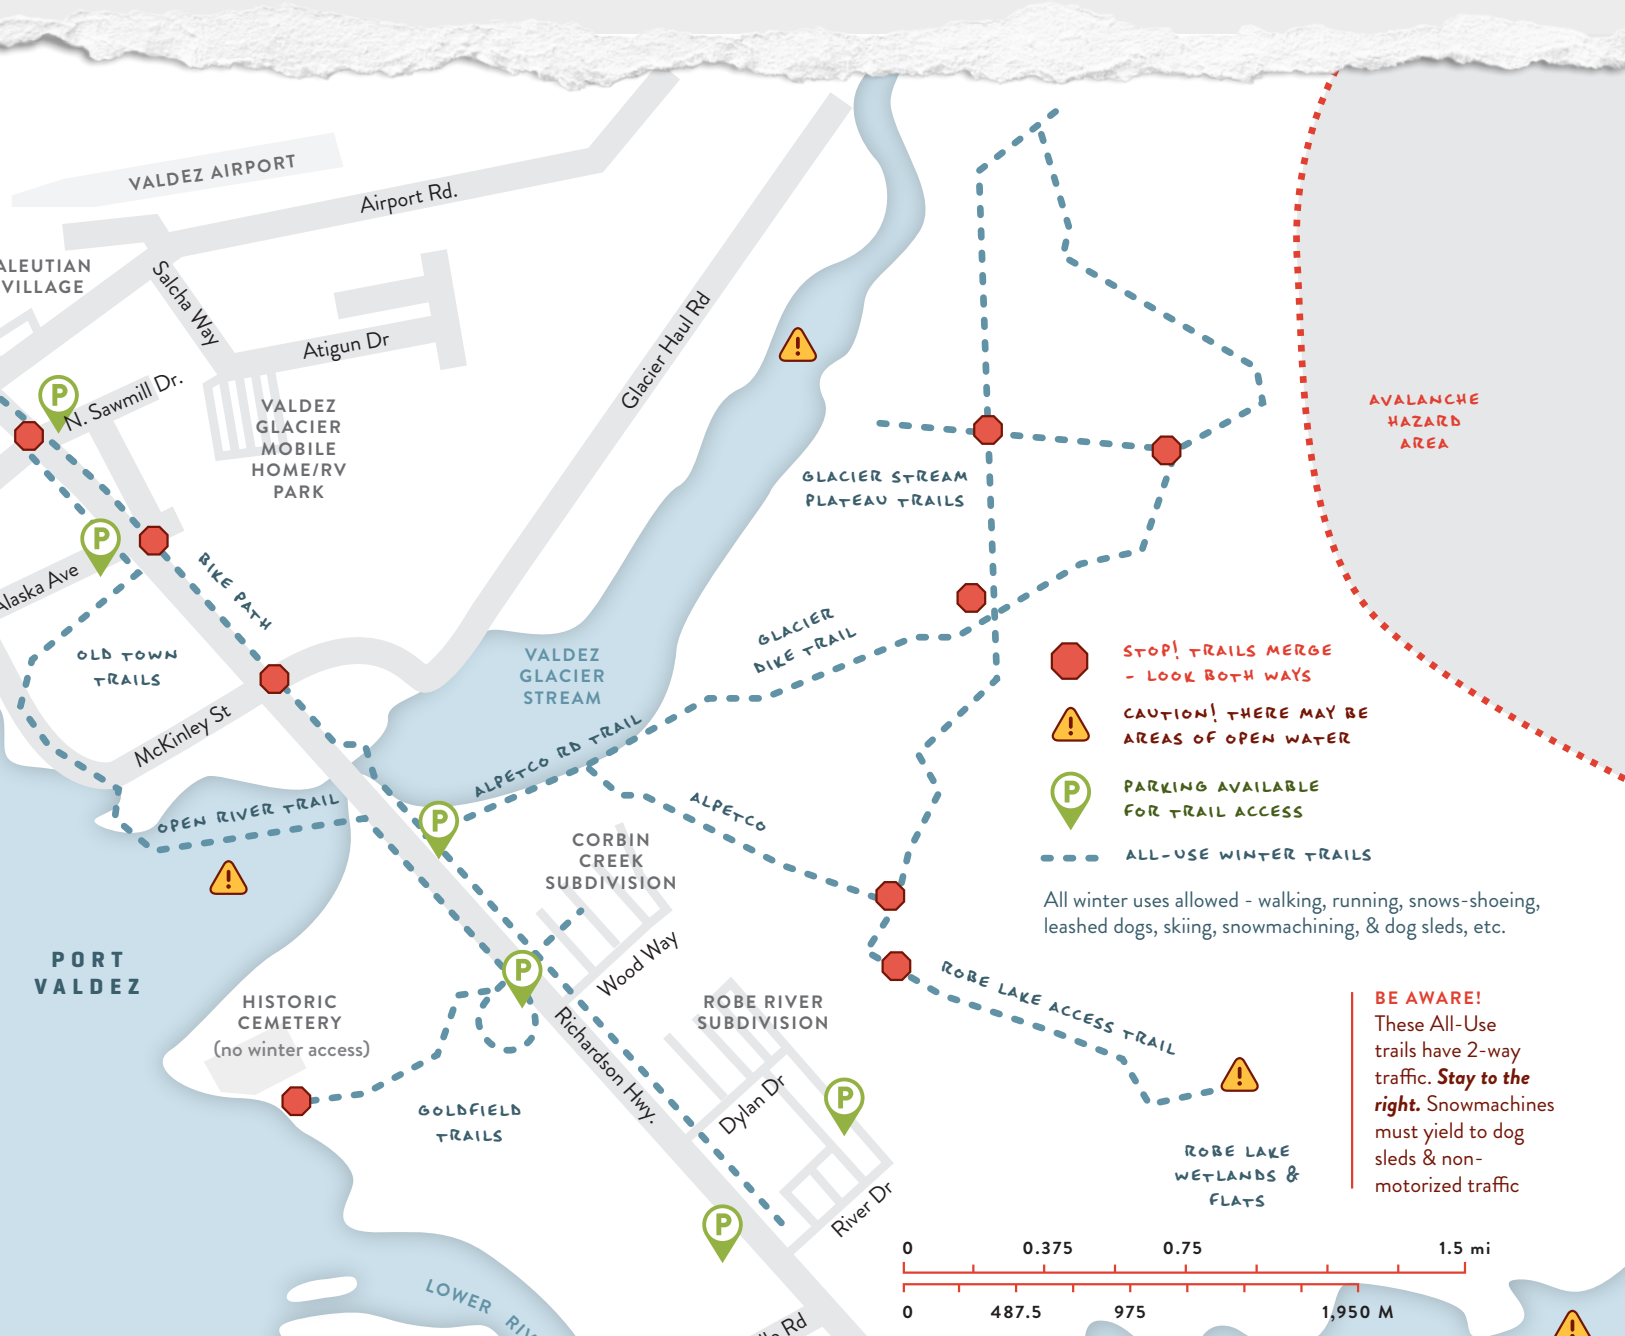 VALDEZ AIRPORT
Airport Rd.
ALEUTIAN
VILLAGE
Salcha Way
Atigun Dr
Glacier Haul Rd
P
N. Sawmill Dr.
VALDEZ
GLACIER
MOBILE
HOME/RV
PARK
!
AVALANCHE
HAZARD
AREA
GLACIER STREAM
PLATEAU TRAILS
P
Alaska Ave
BIKE PATH
OLD TOWN
TRAILS
McKinley St
VALDEZ
GLACIER
STREAM
GLACIER
DIKE TRAIL
ALPETCO RD TRAIL
ALPETCO
OPEN RIVER TRAIL
!
P
CORBIN
CREEK
SUBDIVISION
STOP! TRAILS MERGE
- LOOK BOTH WAYS
!
CAUTION! THERE MAY BE
AREAS OF OPEN WATER
P
PARKING AVAILABLE
FOR TRAIL ACCESS
ALL-USE WINTER TRAILS
All winter uses allowed - walking, running, snows-shoeing,
leashed dogs, skiing, snowmachining, & dog sleds, etc.
PORT
VALDEZ
HISTORIC
CEMETERY
(no winter access)
P
Wood Way
Richardson Hwy.
ROBE RIVER
SUBDIVISION
ROBE LAKE ACCESS TRAIL
!
GOLDFIELD
TRAILS
Dylan Dr
P
P
River Dr
ROBE LAKE
WETLANDS &
FLATS
BE AWARE!
These All-Use
trails have 2-way
traffic. Stay to the
right. Snowmachines
must yield to dog
sleds & non-
motorized traffic
LOWER RIV
Rd
0 0.375 0.75 1.5 mi
0 487.5 975 1,950 M
!